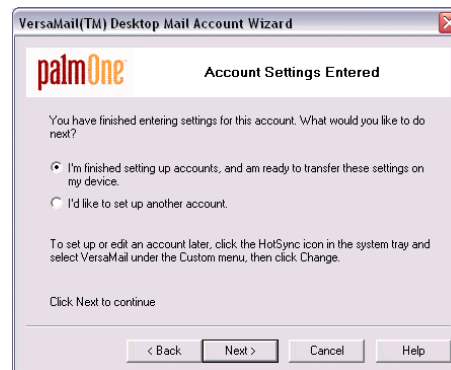 VersaMail(TM) Desktop Mail Account Wizard
palmOne
Account Settings Entered
You have finished entering settings for this account. What would you like to do
next?
I'm finished setting up accounts, and am ready to transfer these settings on
my device.
I'd like to set up another account.
To set up or edit an account later, click the HotSync icon in the system tray and
select VersaMail under the Custom menu, then click Change.
Click Next to continue
< Back
Next >
Cancel
Help